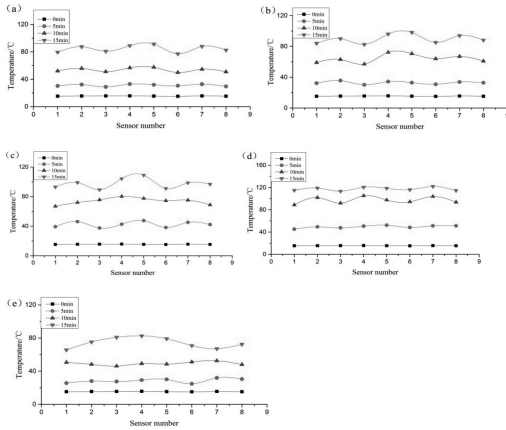 (a)
0min
5min
10min
15min
Temperature/℃
120
80
40
0
0 1 2 3 4 5 6 7 8 9
Sensor number
(b)
0min
5min
10min
15min
Temperature/℃
120
80
40
0
0 1 2 3 4 5 6 7 8 9
Sensor number
(c)
0min
5min
10min
15min
Temperature/℃
120
80
40
0
0 1 2 3 4 5 6 7 8 9
Sensor number
(d)
0min
5min
10min
15min
Temperature/℃
160
120
80
40
0
0 1 2 3 4 5 6 7 8 9
Sensor number
(e)
0min
5min
10min
15min
Temperature/℃
120
80
40
0
0 1 2 3 4 5 6 7 8 9
Sensor number